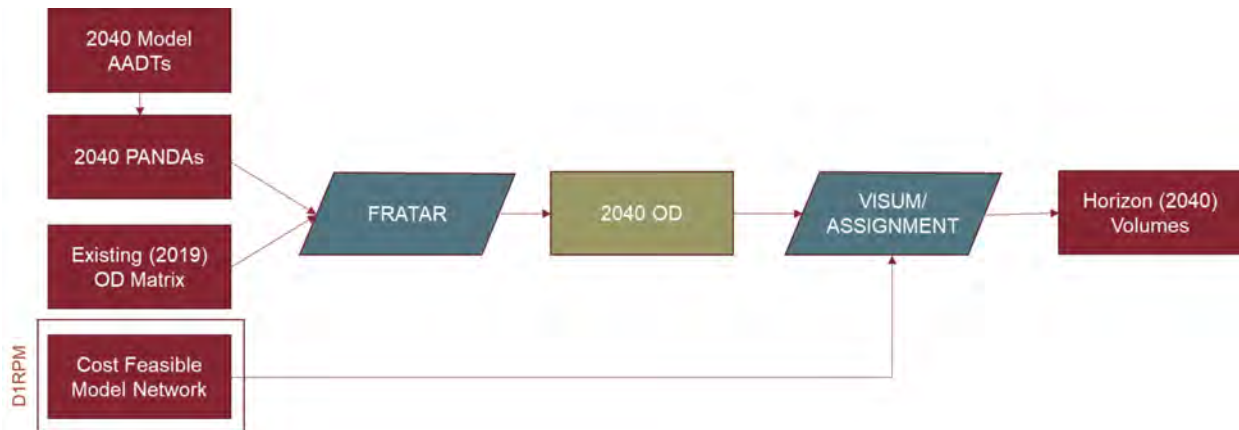 2040 Model
AADTs
2040 PANDAs
Existing (2019)
OD Matrix
D1RPM
Cost Feasible
Model Network
FRATAR
2040 OD
VISUM/
ASSIGNMENT
Horizon (2040)
Volumes